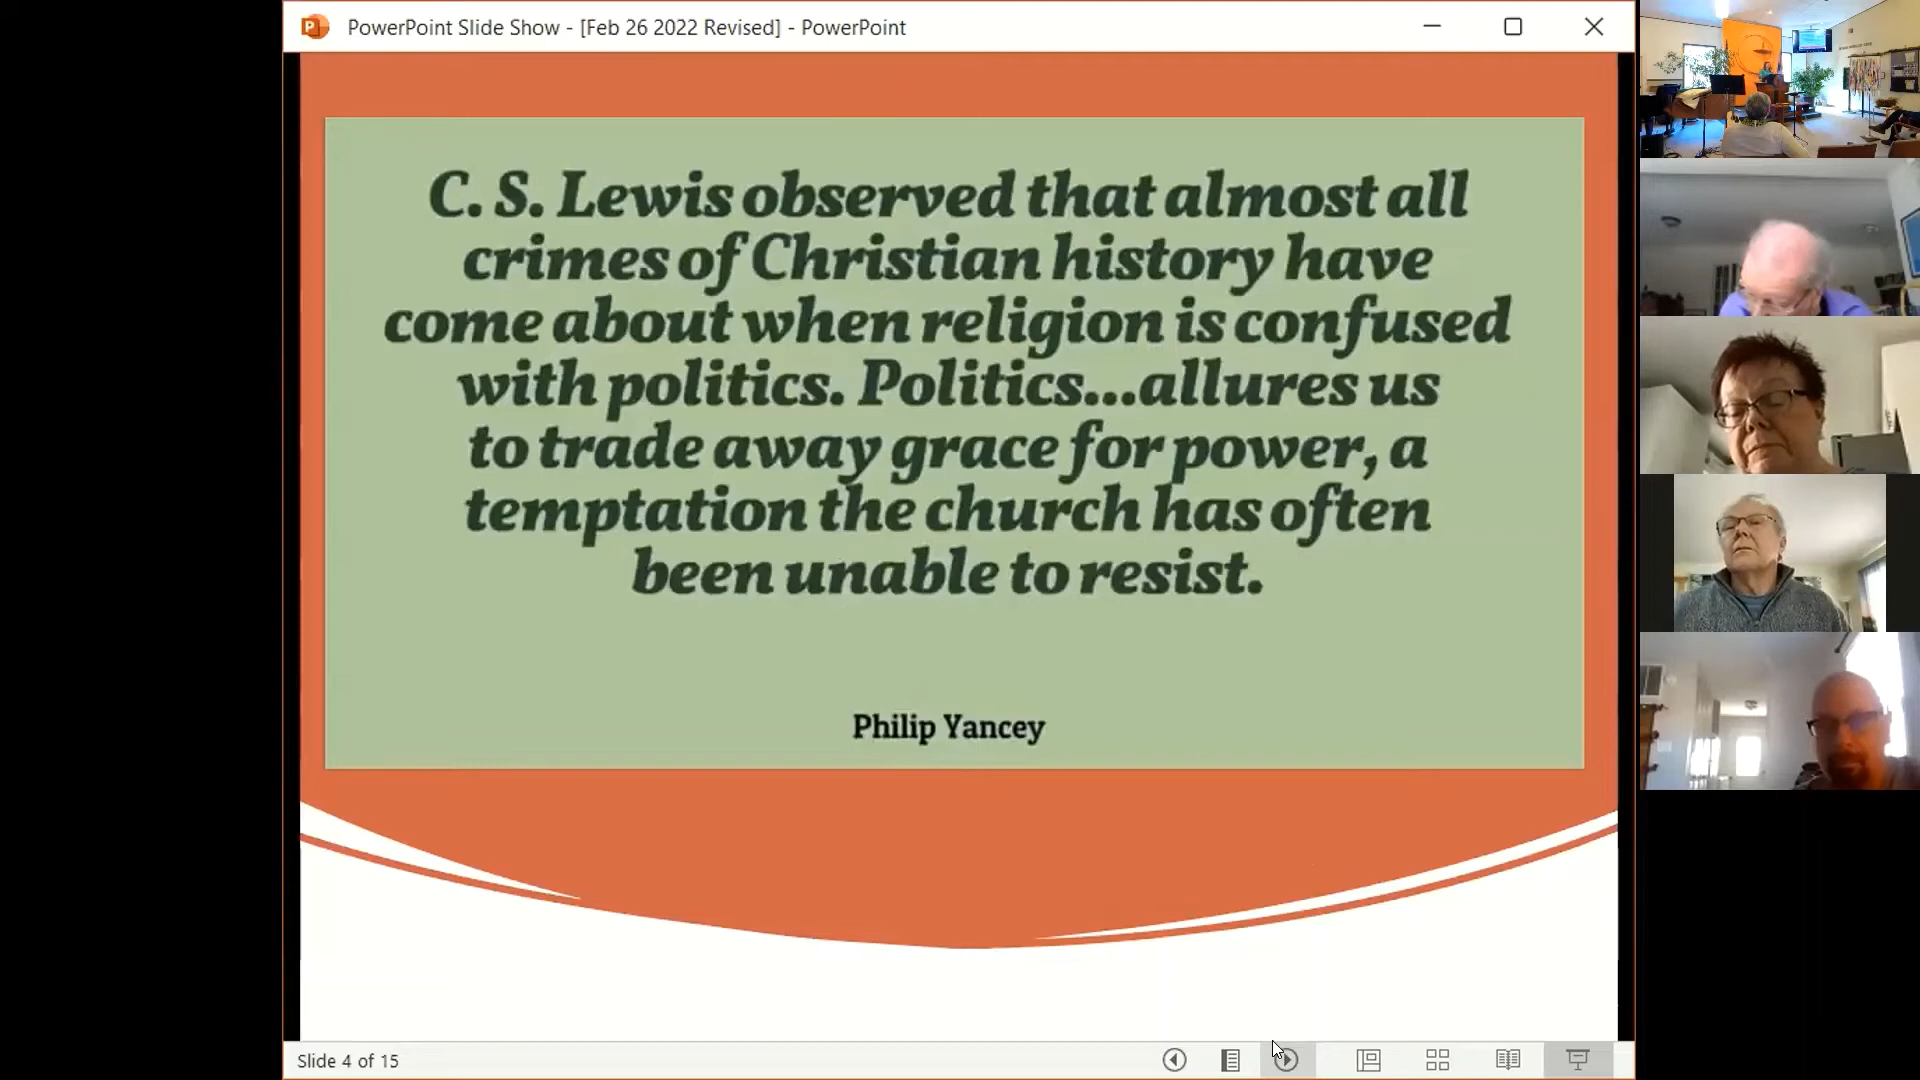 PowerPoint Slide Show - [Feb 26 2022 Revised] - PowerPoint
C. S. Lewis observed that almost all
crimes of Christian history have
come about when religion is confused
with politics. Politics...allures us
to trade away grace for power, a
temptation the church has often
been unable to resist.
Philip Yancey
Slide 4 of 15